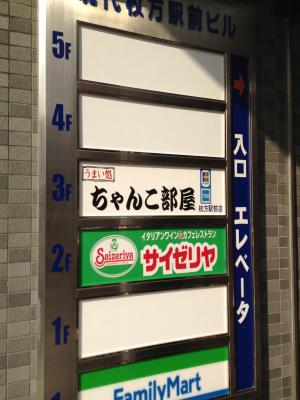 代枚方駅前ビル
5F
4F
3F
うまい処
ちゃんこ部屋
枚方駅前店
2F
イタリアンワイン&カフェレストラン
Saizeriya
サイゼリヤ
1F
FamilyMart
入口 エレベータ